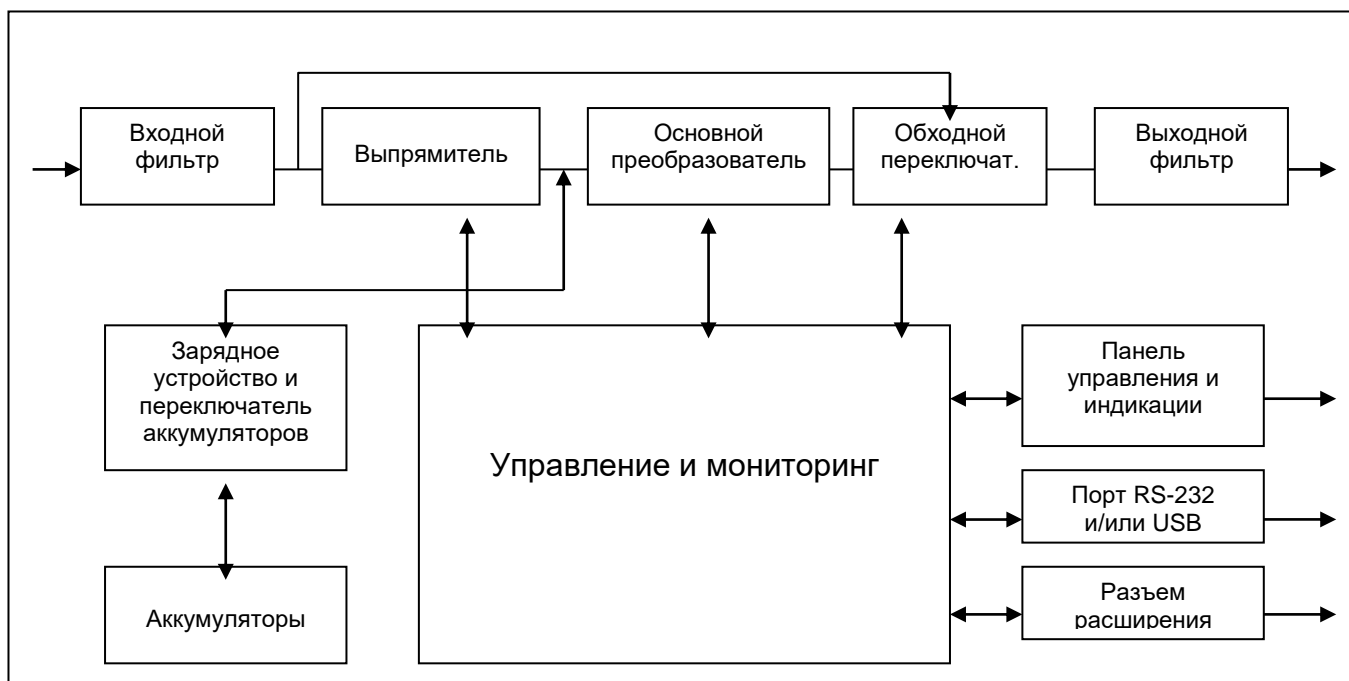 Входной
фильтр
Выпрямитель
Основной
преобразователь
Обходной
переключат.
Выходной
фильтр
Зарядное
устройство и
переключатель
аккумуляторов
Управление и мониторинг
Панель
управления и
индикации
Порт RS-232
и/или USB
Аккумуляторы
Разъем
расширения